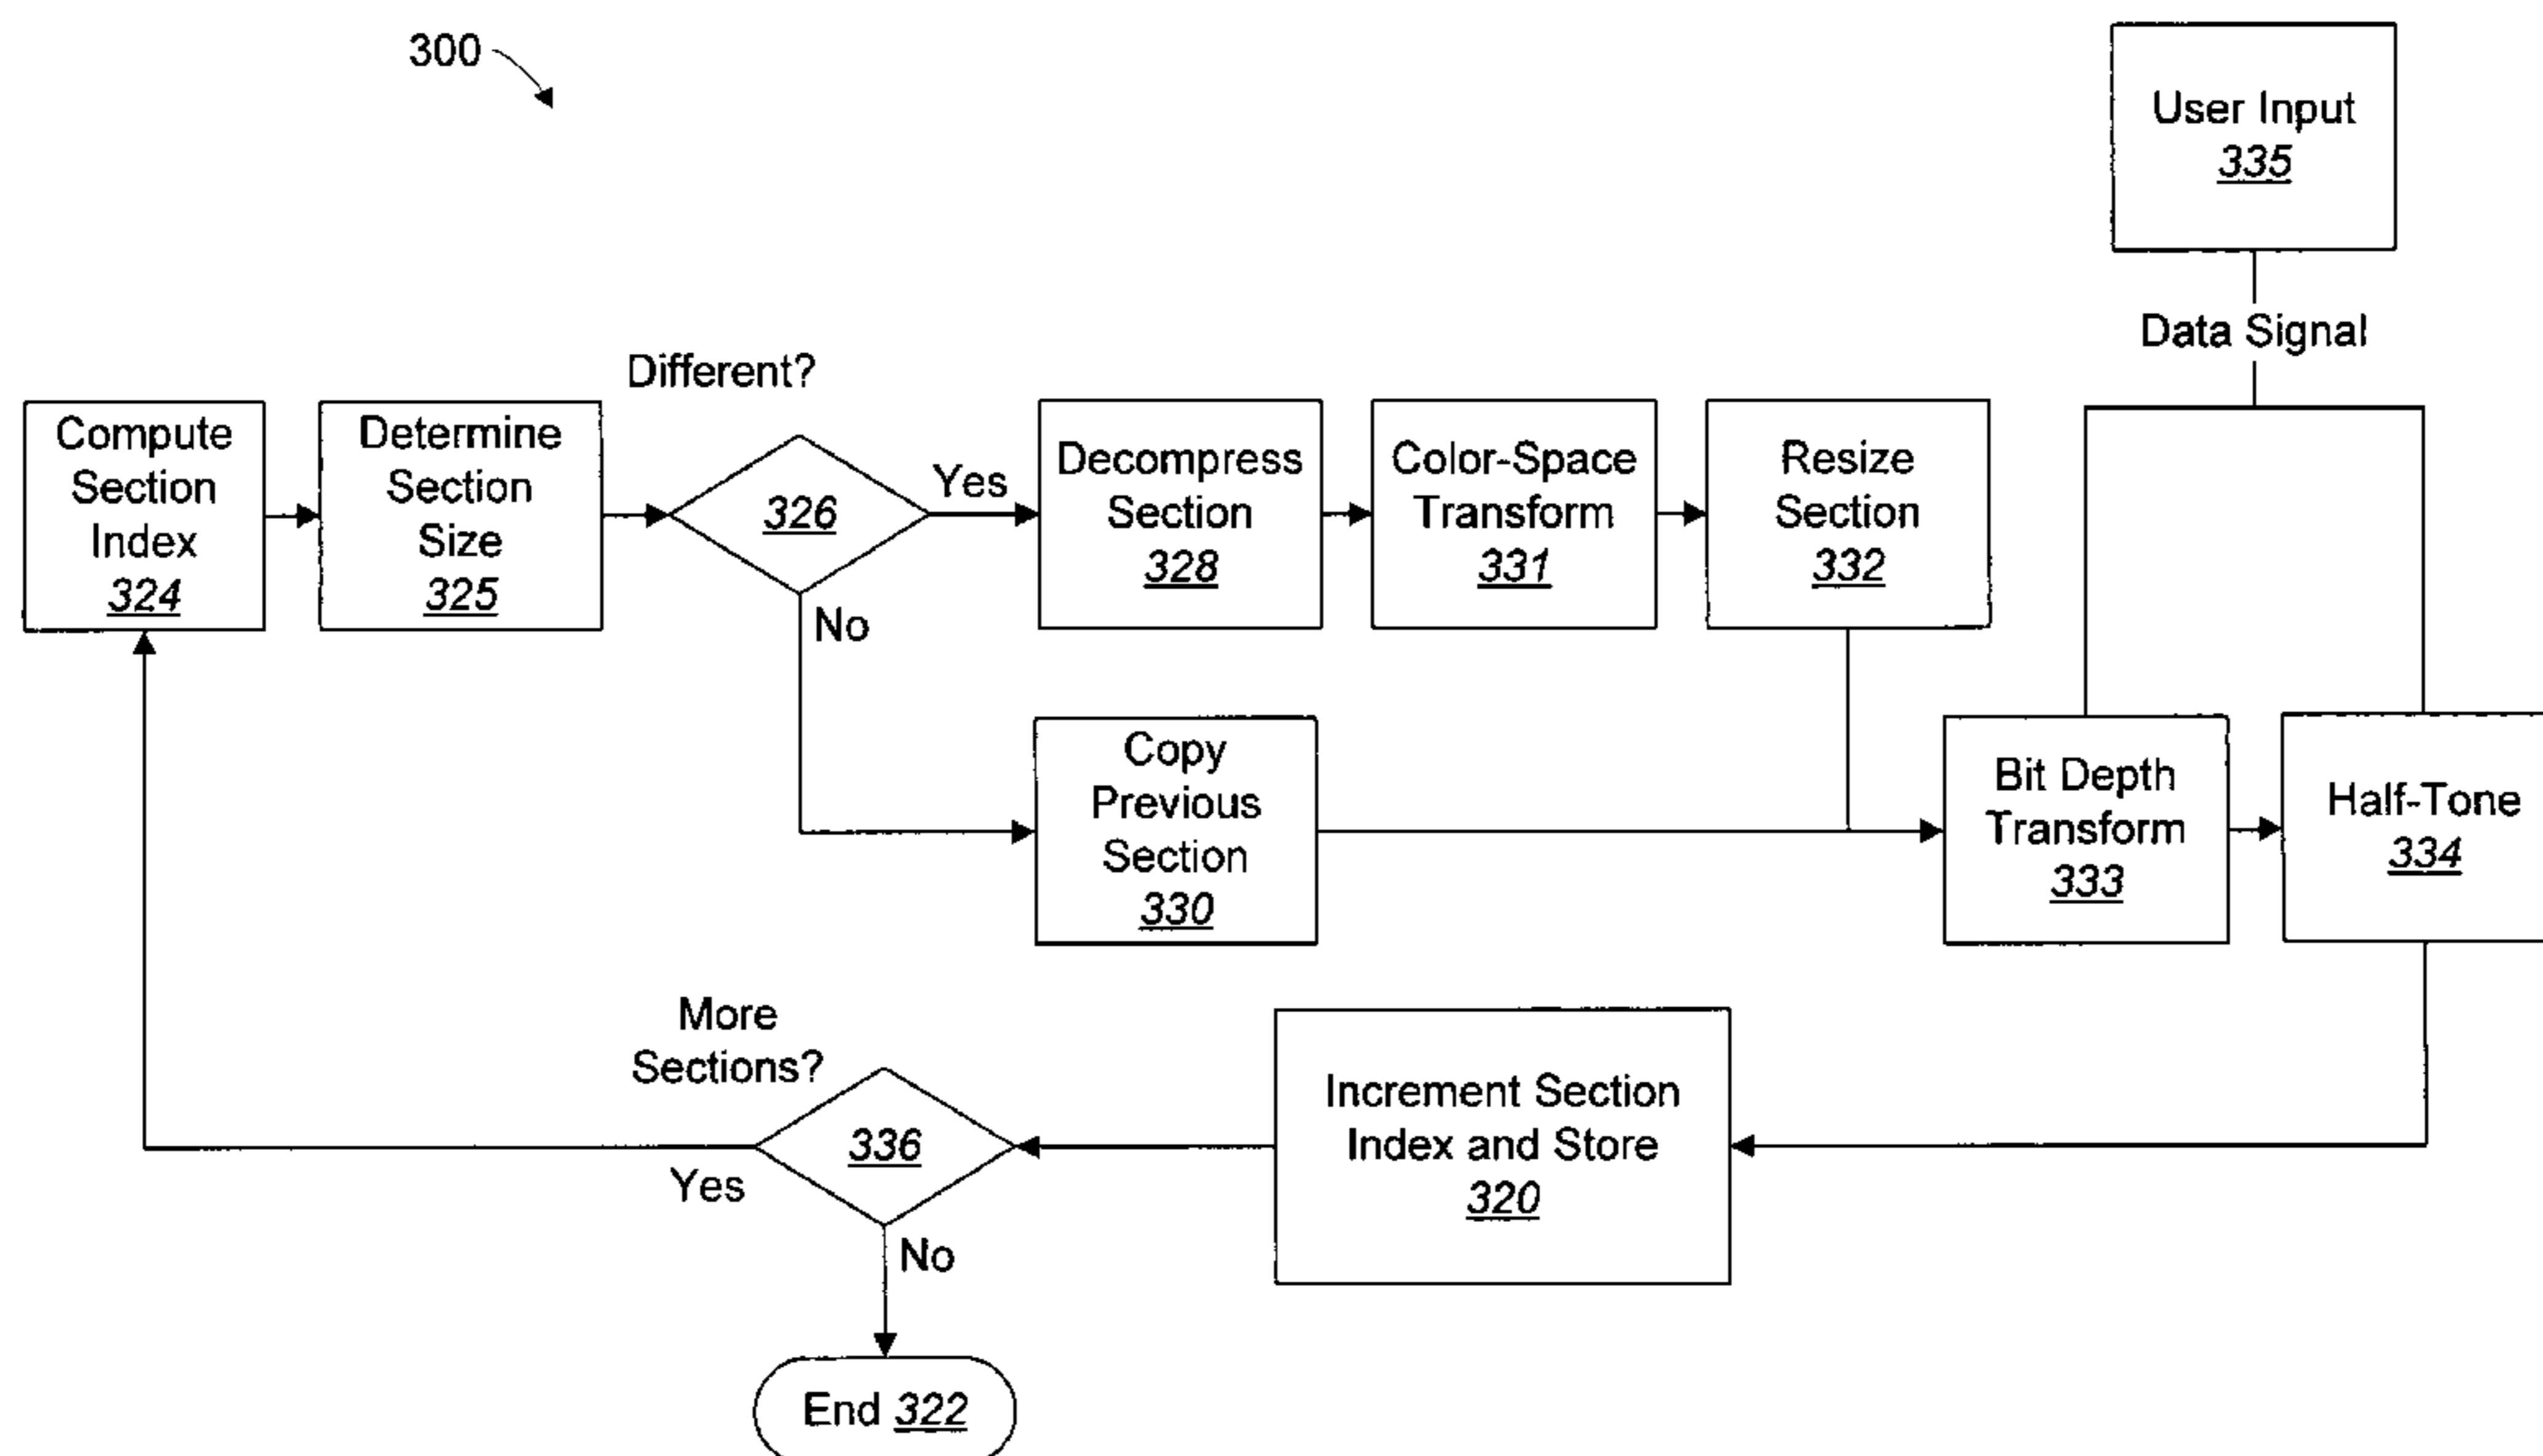 300
User Input
335
Data Signal
Different?
Compute
Section
Index
324
Determine
Section
Size
325
326
Yes
No
Decompress
Section
328
Color-Space
Transform
331
Resize
Section
332
Copy
Previous
Section
330
Bit Depth
Transform
333
Half-Tone
334
More
Sections?
336
Yes
No
Increment Section
Index and Store
320
End 322